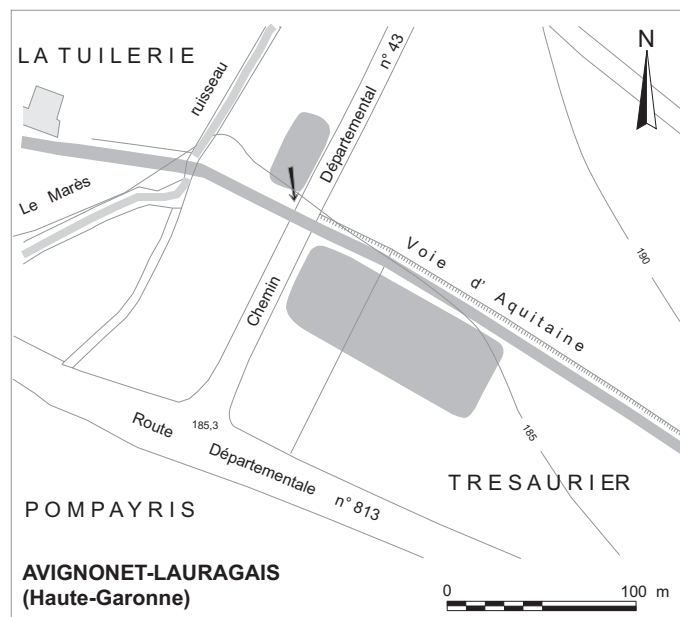 LA TUILERIE
ruisseau
Chemin Départemental n° 43
N
Le Marès
Voie d' Aquitaine
190
185
Route 185,3 Départementale n° 813
TRESAURIER
POMPAYRIS
AVIGNONET-LAURAGAIS
(Haute-Garonne)
0 100 m